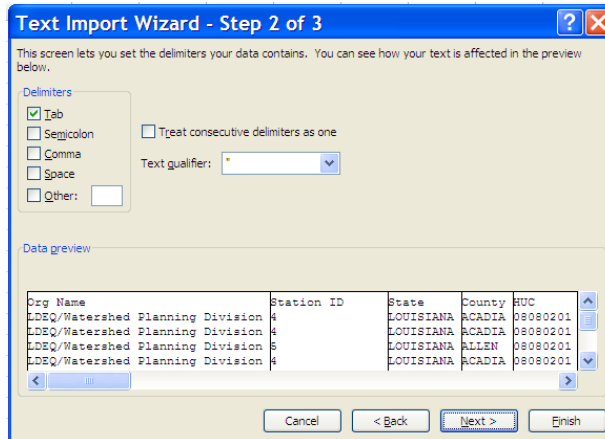 Text Import Wizard - Step 2 of 3
This screen lets you set the delimiters your data contains. You can see how your text is affected in the preview
below.
Delimiters
Tab
Semicolon
Comma
Space
Other:
Treat consecutive delimiters as one
Text qualifier: "
Data preview
Org Name Station ID State County HUC
LDEQ/Watershed Planning Division 4 LOUISIANA ACADIA 08080201
LDEQ/Watershed Planning Division 4 LOUISIANA ACADIA 08080201
LDEQ/Watershed Planning Division 5 LOUISIANA ALLEN 08080201
LDEQ/Watershed Planning Division 4 LOUISIANA ACADIA 08080201
Cancel < Back Next > Finish